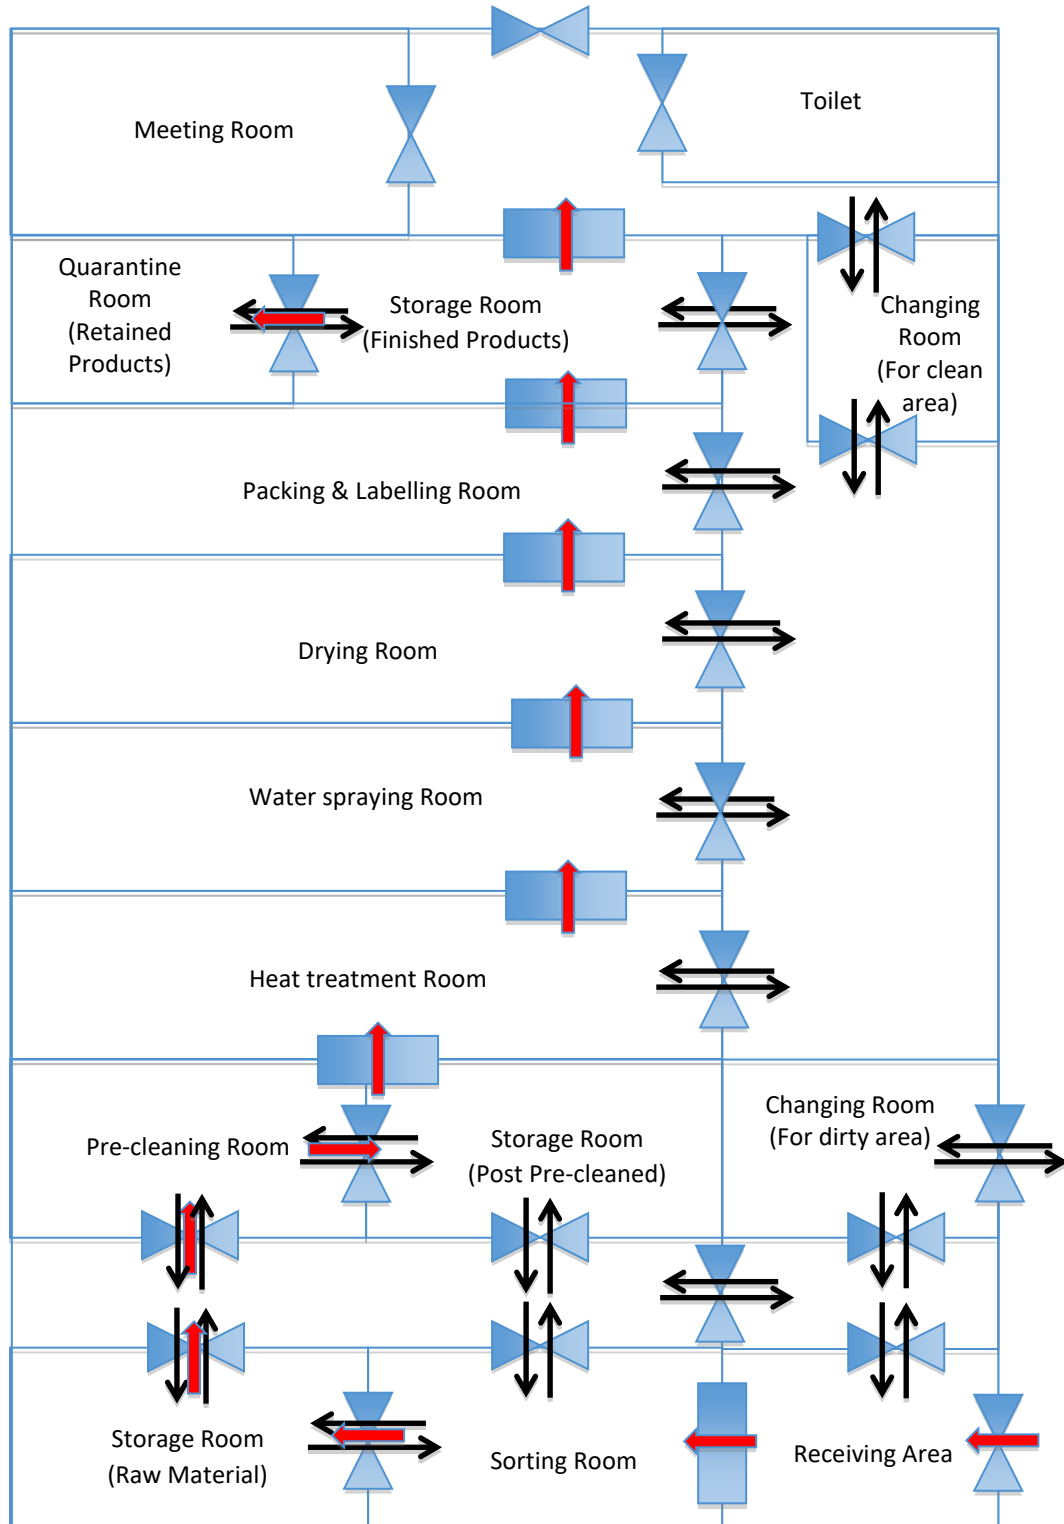 Meeting Room
Toilet
Quarantine
Room
(Retained
Products)
Storage Room
(Finished Products)
Changing
Room
(For clean
area)
Packing & Labelling Room
Drying Room
Water spraying Room
Heat treatment Room
Pre-cleaning Room
Storage Room
(Post Pre-cleaned)
Changing Room
(For dirty area)
Storage Room
(Raw Material)
Sorting Room
Receiving Area